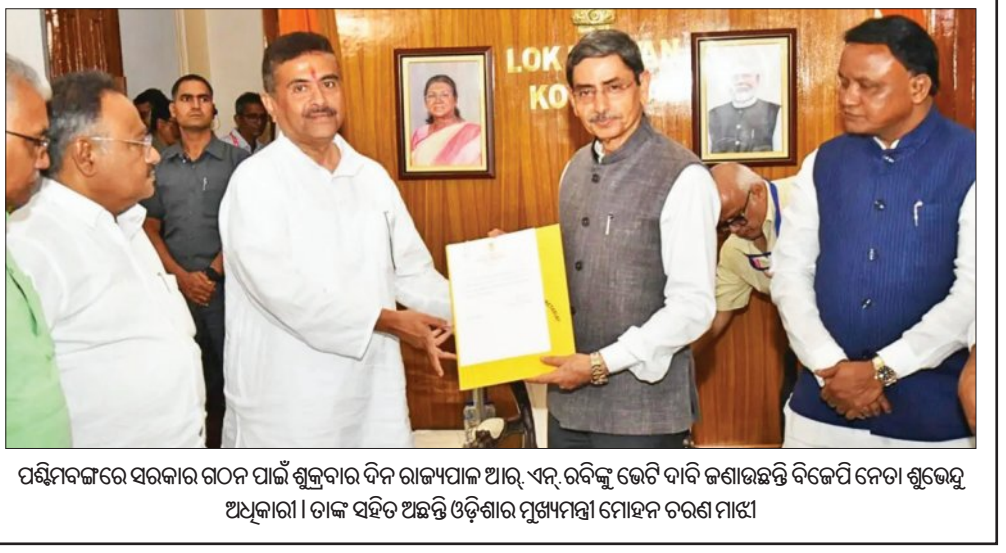 LOK
KO
ପଶ୍ଚିମବଙ୍ଗରେ ସରକାର ଗଠନ ପାଇଁ ଶୁକ୍ରବାର ଦିନ ରାଜ୍ୟପାଳ ଆର୍. ଏନ୍. ରବିଙ୍କୁ ଭେଟି ଦାବି ଜଣାଉଛନ୍ତି ବିଜେପି ନେତା ଶୁଭେନ୍ଦୁ
ଅଧିକାରୀ । ତାଙ୍କ ସହିତ ଅଛନ୍ତି ଓଡ଼ିଶାର ମୁଖ୍ୟମନ୍ତ୍ରୀ ମୋହନ ଚରଣ ମାଝୀ